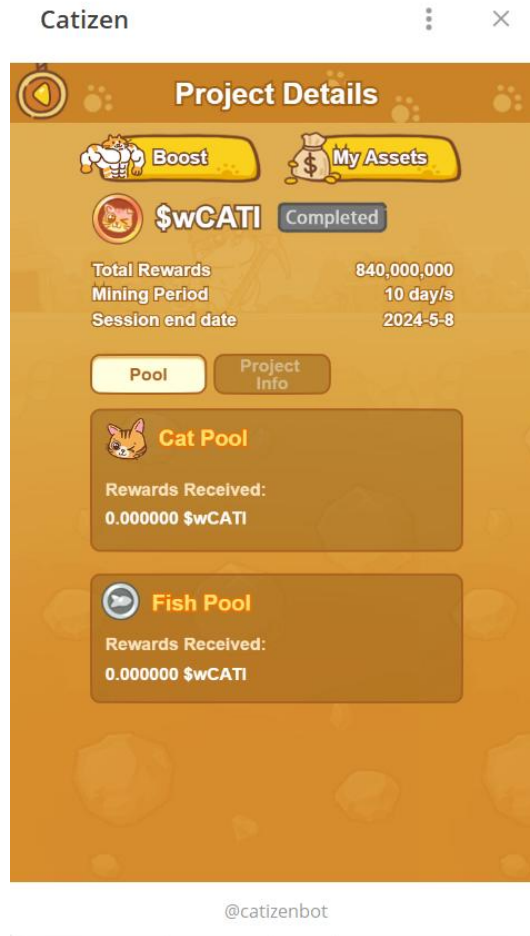 Catizen
Project Details
Boost
My Assets
$wCATI
Completed
Total Rewards 840,000,000
Mining Period 10 day/s
Session end date 2024-5-8
Pool
Project
Info
Cat Pool
Rewards Received:
0.000000 $wCATI
Fish Pool
Rewards Received:
0.000000 $wCATI
@catizenbot